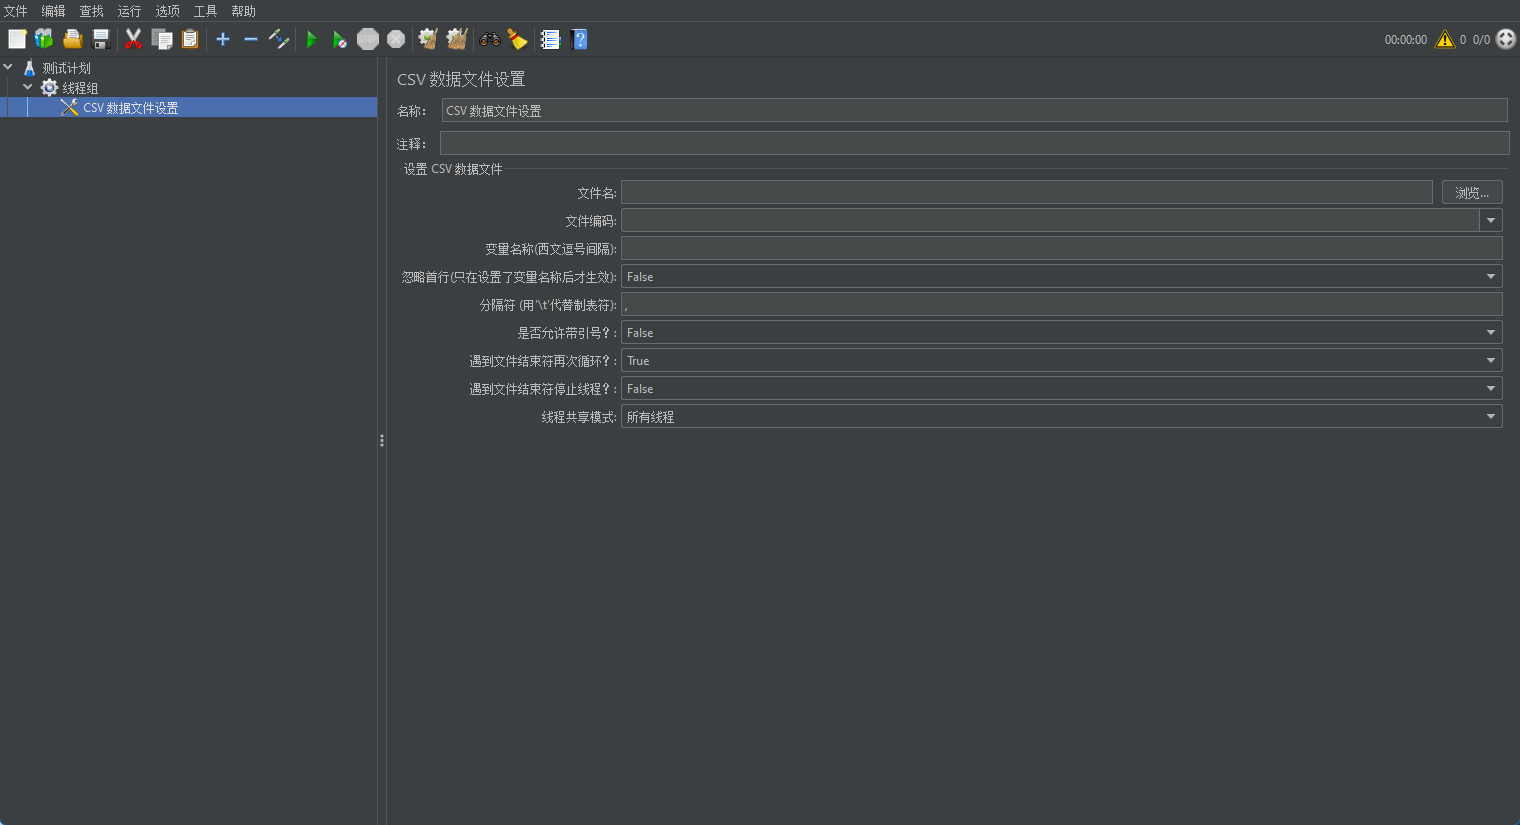 文件 编辑 查找 运行 选项 工具 帮助
00:00:00 0 0/0
测试计划
线程组
CSV 数据文件设置
CSV 数据文件设置
名称： CSV 数据文件设置
注释：
设置 CSV 数据文件
文件名: 浏览...
文件编码:
变量名称(西文逗号间隔):
忽略首行(只在设置了变量名称后才生效): False
分隔符 (用'\t'代替制表符): ,
是否允许带引号？: False
遇到文件结束符再次循环？: True
遇到文件结束符停止线程？: False
线程共享模式: 所有线程